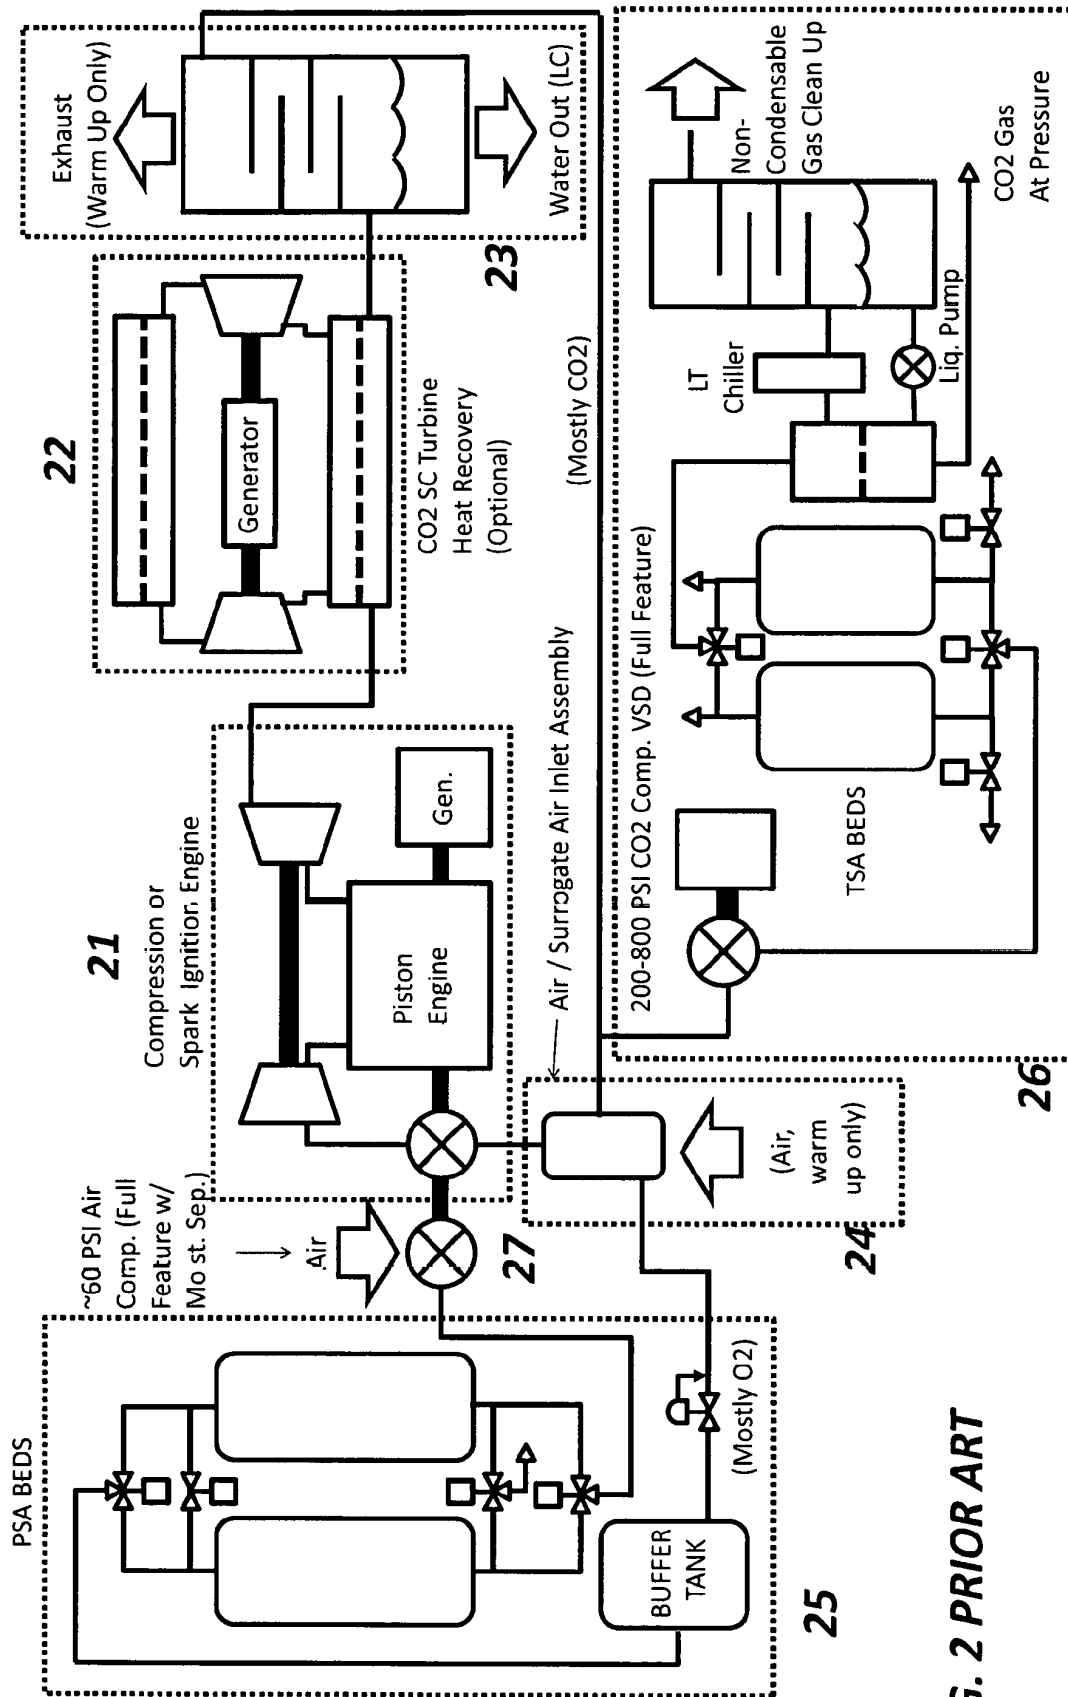 PSA BEDS
~60 PSI Air
Comp. (Full
Feature w/
Mo st. Sep.)
Air
27
BUFFER
TANK
(Mostly O2)
25
21
Compression or
Spark Ignition Engine
Piston
Engine
Gen.
22
Generator
CO2 SC Turbine
Heat Recovery
(Optional)
Exhaust
(Warm Up Only)
Water Out (LC)
23
(Mostly CO2)
Air / Surrogate Air Inlet Assembly
(Air,
warm
up only)
24
200-800 PSI CO2 Comp. VSD (Full Feature)
TSA BEDS
LT
Chiller
Liq. Pump
Non-
Condensable
Gas Clean Up
CO2 Gas
At Pressure
26
G. 2 PRIOR ART